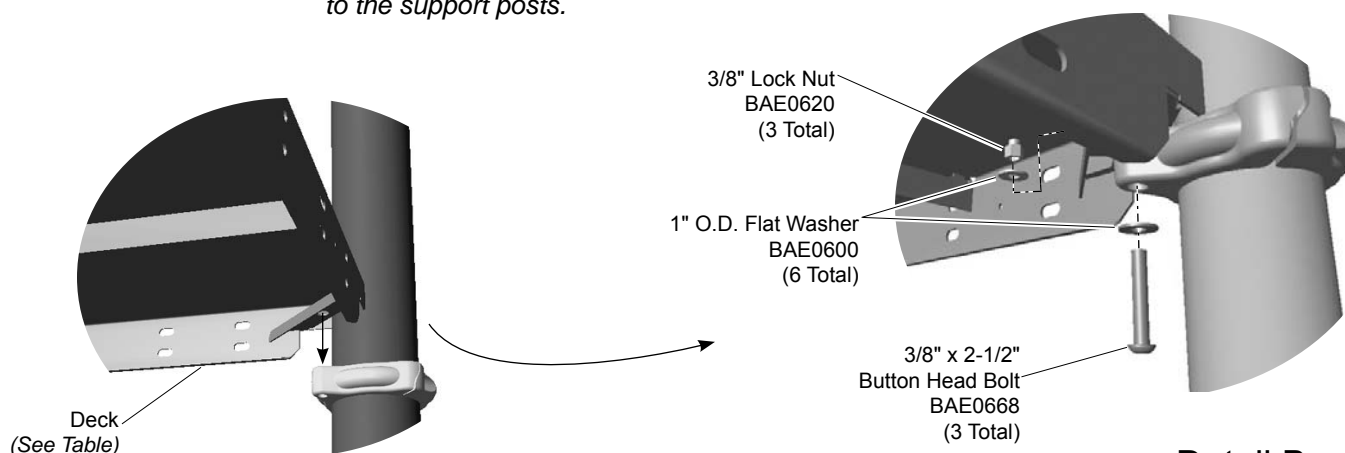 to the support posts.
3/8" Lock Nut
BAE0620
(3 Total)
1" O.D. Flat Washer
BAE0600
(6 Total)
3/8" x 2-1/2"
Button Head Bolt
BAE0668
(3 Total)
Deck
(See Table)